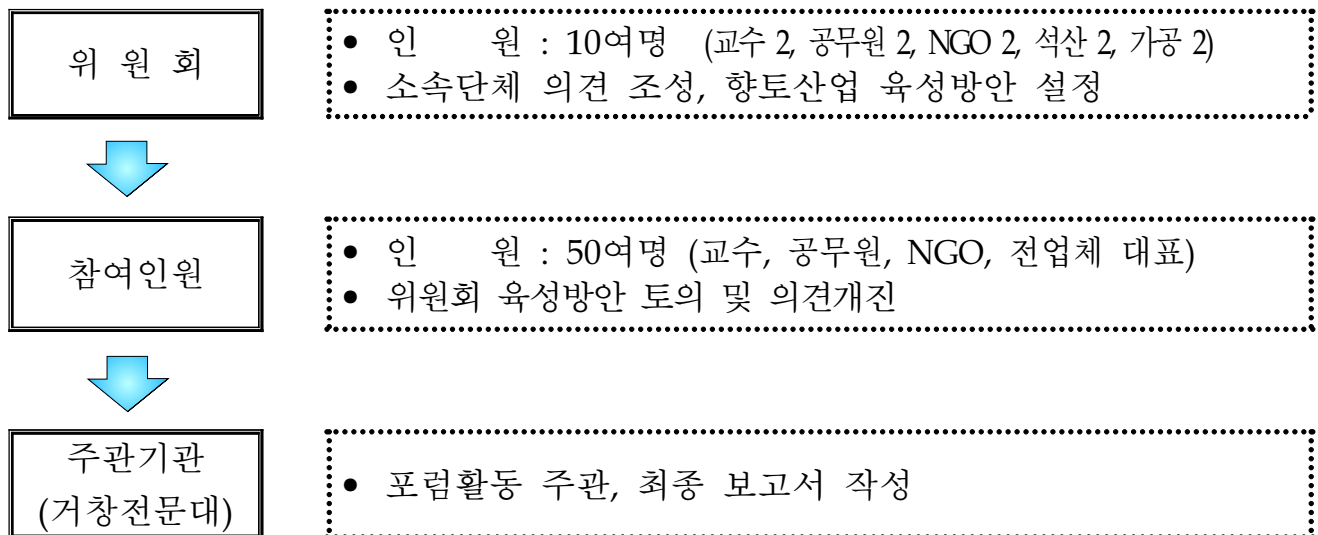 위 원 회
● 인 원 : 10여명 (교수 2, 공무원 2, NGO 2, 석산 2, 가공 2)
● 소속단체 의견 조성, 향토산업 육성방안 설정
참여인원
● 인 원 : 50여명 (교수, 공무원, NGO, 전업체 대표)
● 위원회 육성방안 토의 및 의견개진
주관기관
(거창전문대)
● 포럼활동 주관, 최종 보고서 작성